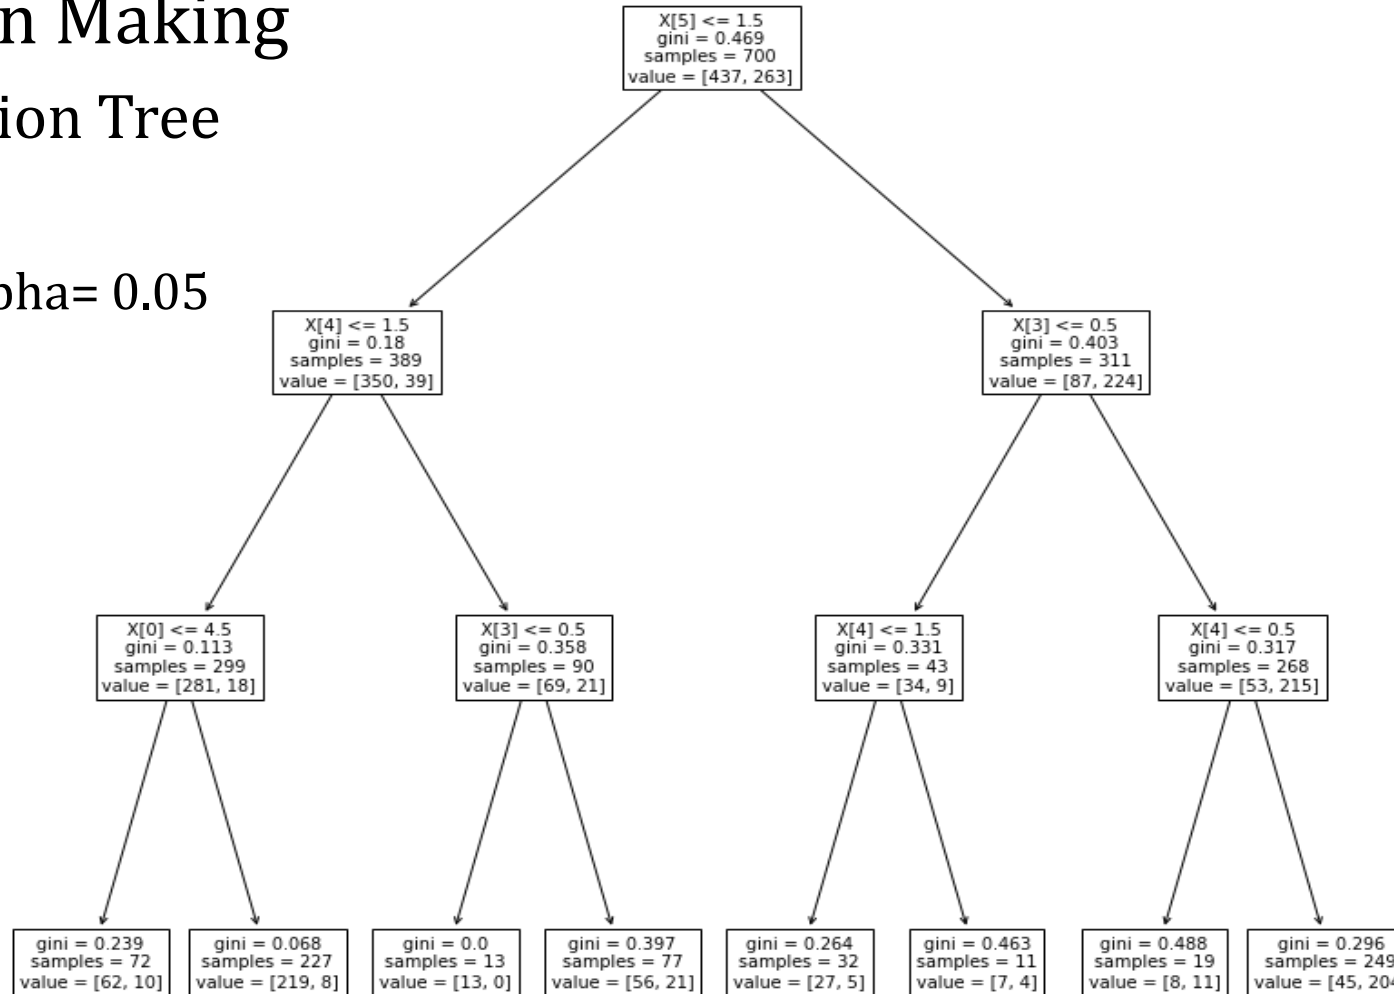 n Making
ion Tree
pha= 0.05
X[5] <= 1.5
gini = 0.469
samples = 700
value = [437, 263]
X[4] <= 1.5
gini = 0.18
samples = 389
value = [350, 39]
X[3] <= 0.5
gini = 0.403
samples = 311
value = [87, 224]
X[0] <= 4.5
gini = 0.113
samples = 299
value = [281, 18]
X[3] <= 0.5
gini = 0.358
samples = 90
value = [69, 21]
X[4] <= 1.5
gini = 0.331
samples = 43
value = [34, 9]
X[4] <= 0.5
gini = 0.317
samples = 268
value = [53, 215]
gini = 0.239
samples = 72
value = [62, 10]
gini = 0.068
samples = 227
value = [219, 8]
gini = 0.0
samples = 13
value = [13, 0]
gini = 0.397
samples = 77
value = [56, 21]
gini = 0.264
samples = 32
value = [27, 5]
gini = 0.463
samples = 11
value = [7, 4]
gini = 0.488
samples = 19
value = [8, 11]
gini = 0.296
samples = 249
value = [45, 204